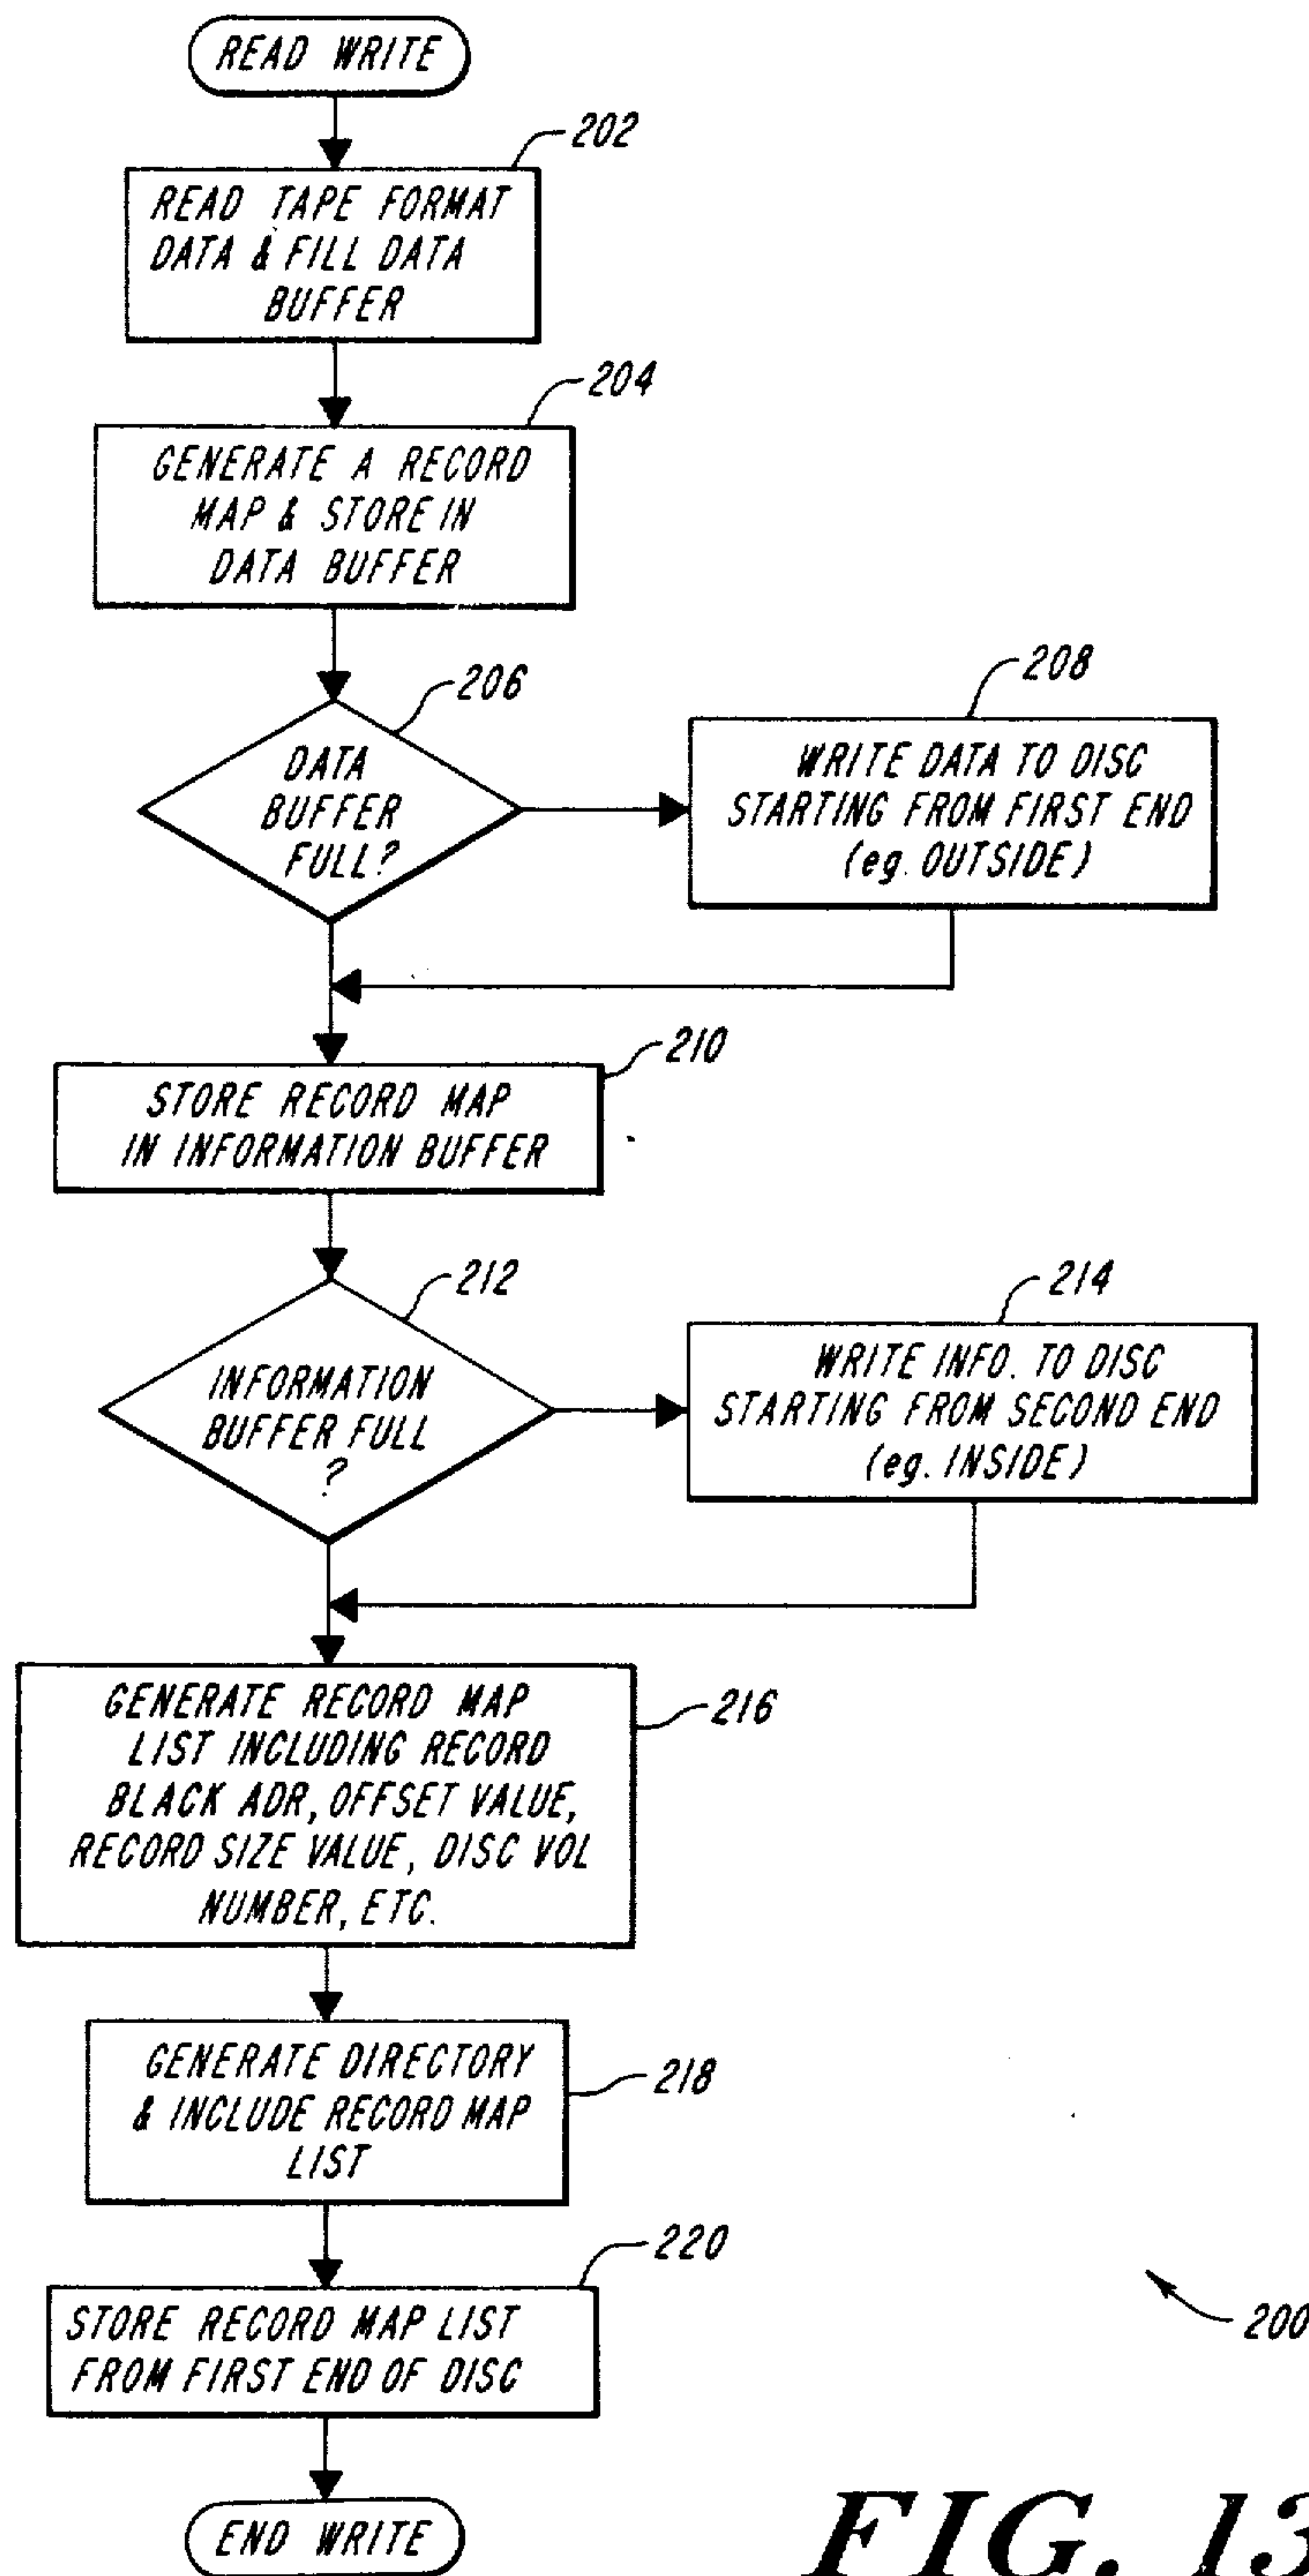 READ WRITE
202
READ TAPE FORMAT
DATA & FILL DATA
BUFFER
204
GENERATE A RECORD
MAP & STORE IN
DATA BUFFER
206
DATA
BUFFER
FULL?
208
WRITE DATA TO DISC
STARTING FROM FIRST END
(eg. OUTSIDE)
210
STORE RECORD MAP
IN INFORMATION BUFFER
212
INFORMATION
BUFFER FULL
?
214
WRITE INFO. TO DISC
STARTING FROM SECOND END
(eg. INSIDE)
216
GENERATE RECORD MAP
LIST INCLUDING RECORD
BLACK ADR, OFFSET VALUE,
RECORD SIZE VALUE, DISC VOL
NUMBER, ETC.
218
GENERATE DIRECTORY
& INCLUDE RECORD MAP
LIST
220
STORE RECORD MAP LIST
FROM FIRST END OF DISC
200
END WRITE
FIG. 13